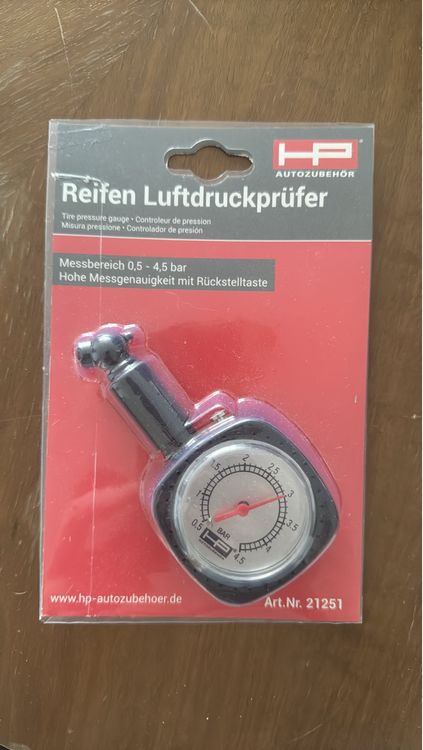 HP®
AUTOZUBEHÖR
Reifen Luftdruckprüfer
Tire pressure gauge • Controleur de pression
Misura pressione • Controlador de presión
Messbereich 0,5 - 4,5 bar
Hohe Messgenauigkeit mit Rückstelltaste
0,5
1
1,5
2
2,5
3
3,5
4
4,5
BAR
HP®
www.hp-autozubehoer.de
Art.Nr. 21251